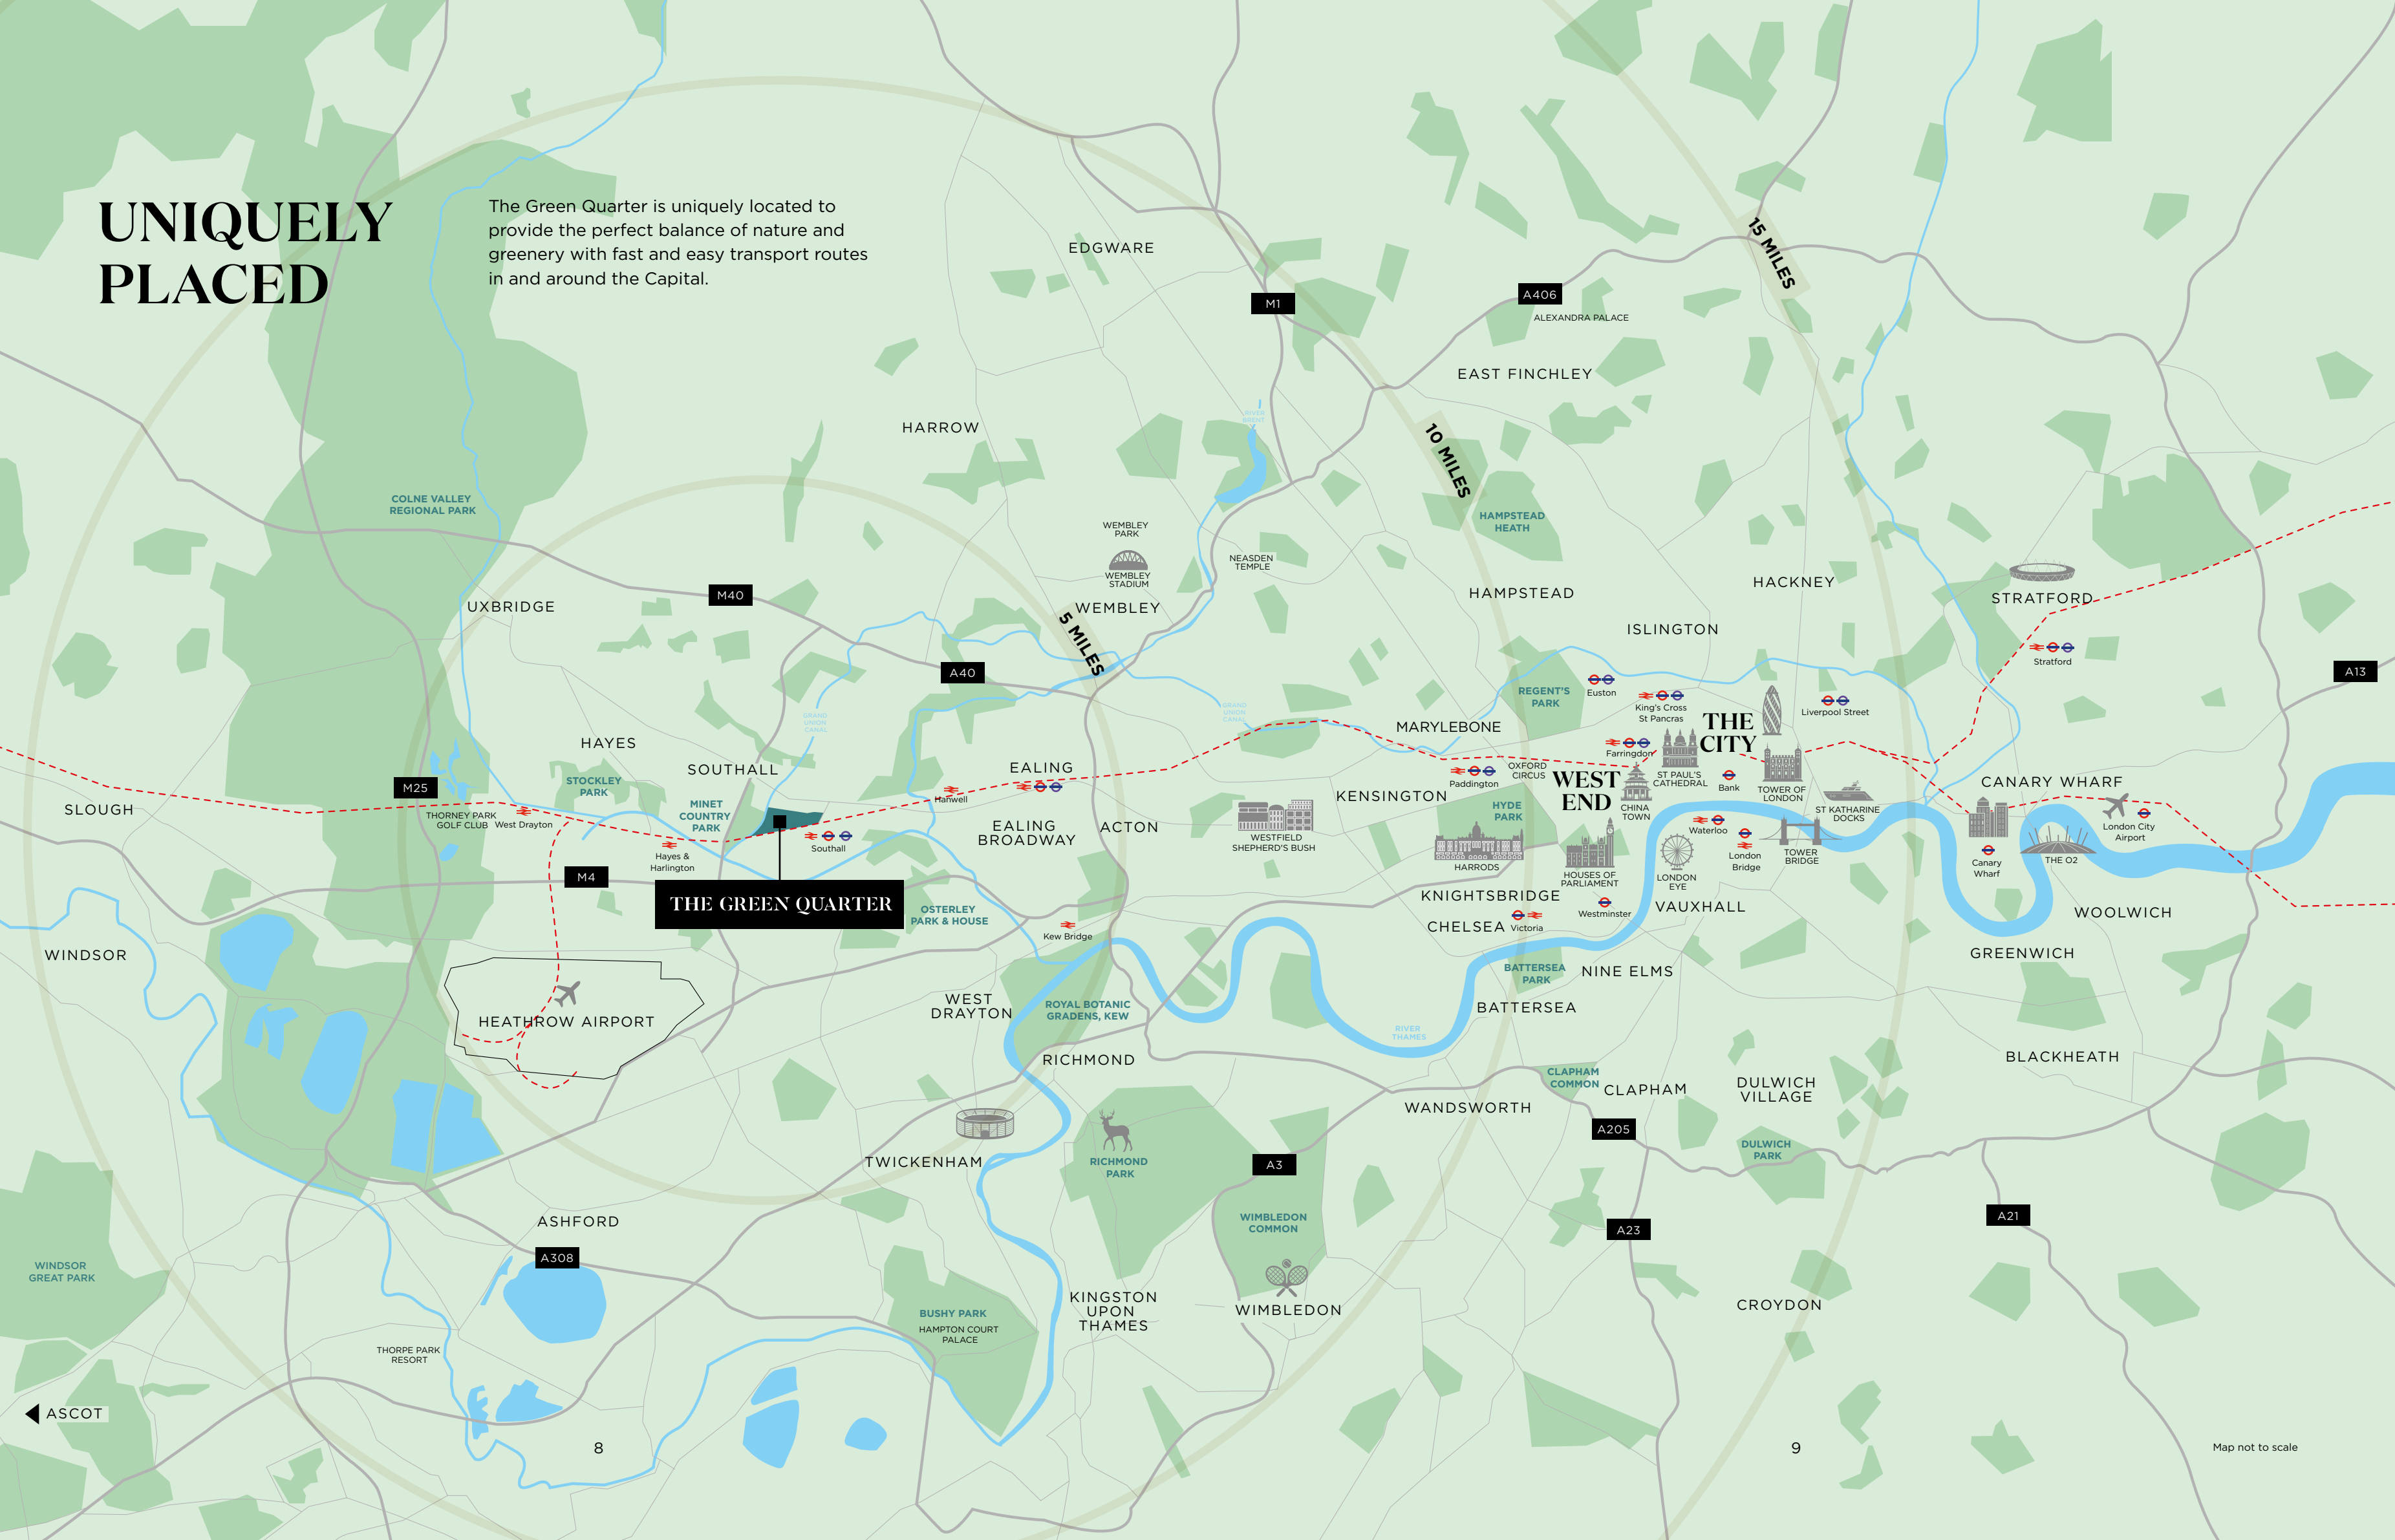 UNIQUELY
PLACED
The Green Quarter is uniquely located to
provide the perfect balance of nature and
greenery with fast and easy transport routes
in and around the Capital.
15 MILES
EDGWARE
M1
A406
ALEXANDRA PALACE
EAST FINCHLEY
RIVER
BRENT
HARROW
10 MILES
COLNE VALLEY
REGIONAL PARK
HAMPSTEAD
HEATH
WEMBLEY
PARK
WEMBLEY
STADIUM
NEASDEN
TEMPLE
HACKNEY
M40
HAMPSTEAD
STRATFORD
UXBRIDGE
WEMBLEY
5 MILES
ISLINGTON
Stratford
A40
A13
Euston
REGENT'S
PARK
King's Cross
St Pancras
Liverpool Street
GRAND
UNION
CANAL
GRAND
UNION
CANAL
MARYLEBONE
THE
CITY
HAYES
Farringdon
SOUTHALL
EALING
OXFORD
CIRCUS
WEST
END
ST PAUL'S
CATHEDRAL
Bank
TOWER OF
LONDON
CANARY WHARF
STOCKLEY
PARK
M25
Paddington
Hanwell
KENSINGTON
SLOUGH
THORNEY PARK
GOLF CLUB
West Drayton
MINET
COUNTRY
PARK
HYDE
PARK
CHINA
TOWN
ST KATHARINE
DOCKS
London City
Airport
EALING
BROADWAY
ACTON
WESTFIELD
SHEPHERD'S BUSH
Waterloo
Southall
Hayes &
Harlington
HARRODS
London
Bridge
TOWER
BRIDGE
Canary
Wharf
THE O2
M4
HOUSES OF
PARLIAMENT
LONDON
EYE
THE GREEN QUARTER
KNIGHTSBRIDGE
OSTERLEY
PARK & HOUSE
Westminster
VAUXHALL
WOOLWICH
CHELSEA
Victoria
Kew Bridge
WINDSOR
GREENWICH
BATTERSEA
PARK
NINE ELMS
WEST
DRAYTON
ROYAL BOTANIC
GRADENS, KEW
BATTERSEA
HEATHROW AIRPORT
RIVER
THAMES
RICHMOND
BLACKHEATH
CLAPHAM
COMMON
CLAPHAM
DULWICH
VILLAGE
WANDSWORTH
A205
DULWICH
PARK
TWICKENHAM
RICHMOND
PARK
A3
ASHFORD
WIMBLEDON
COMMON
A23
A21
A308
WINDSOR
GREAT PARK
KINGSTON
UPON
THAMES
WIMBLEDON
CROYDON
BUSHY PARK
HAMPTON COURT
PALACE
THORPE PARK
RESORT
ASCOT
8
9
Map not to scale